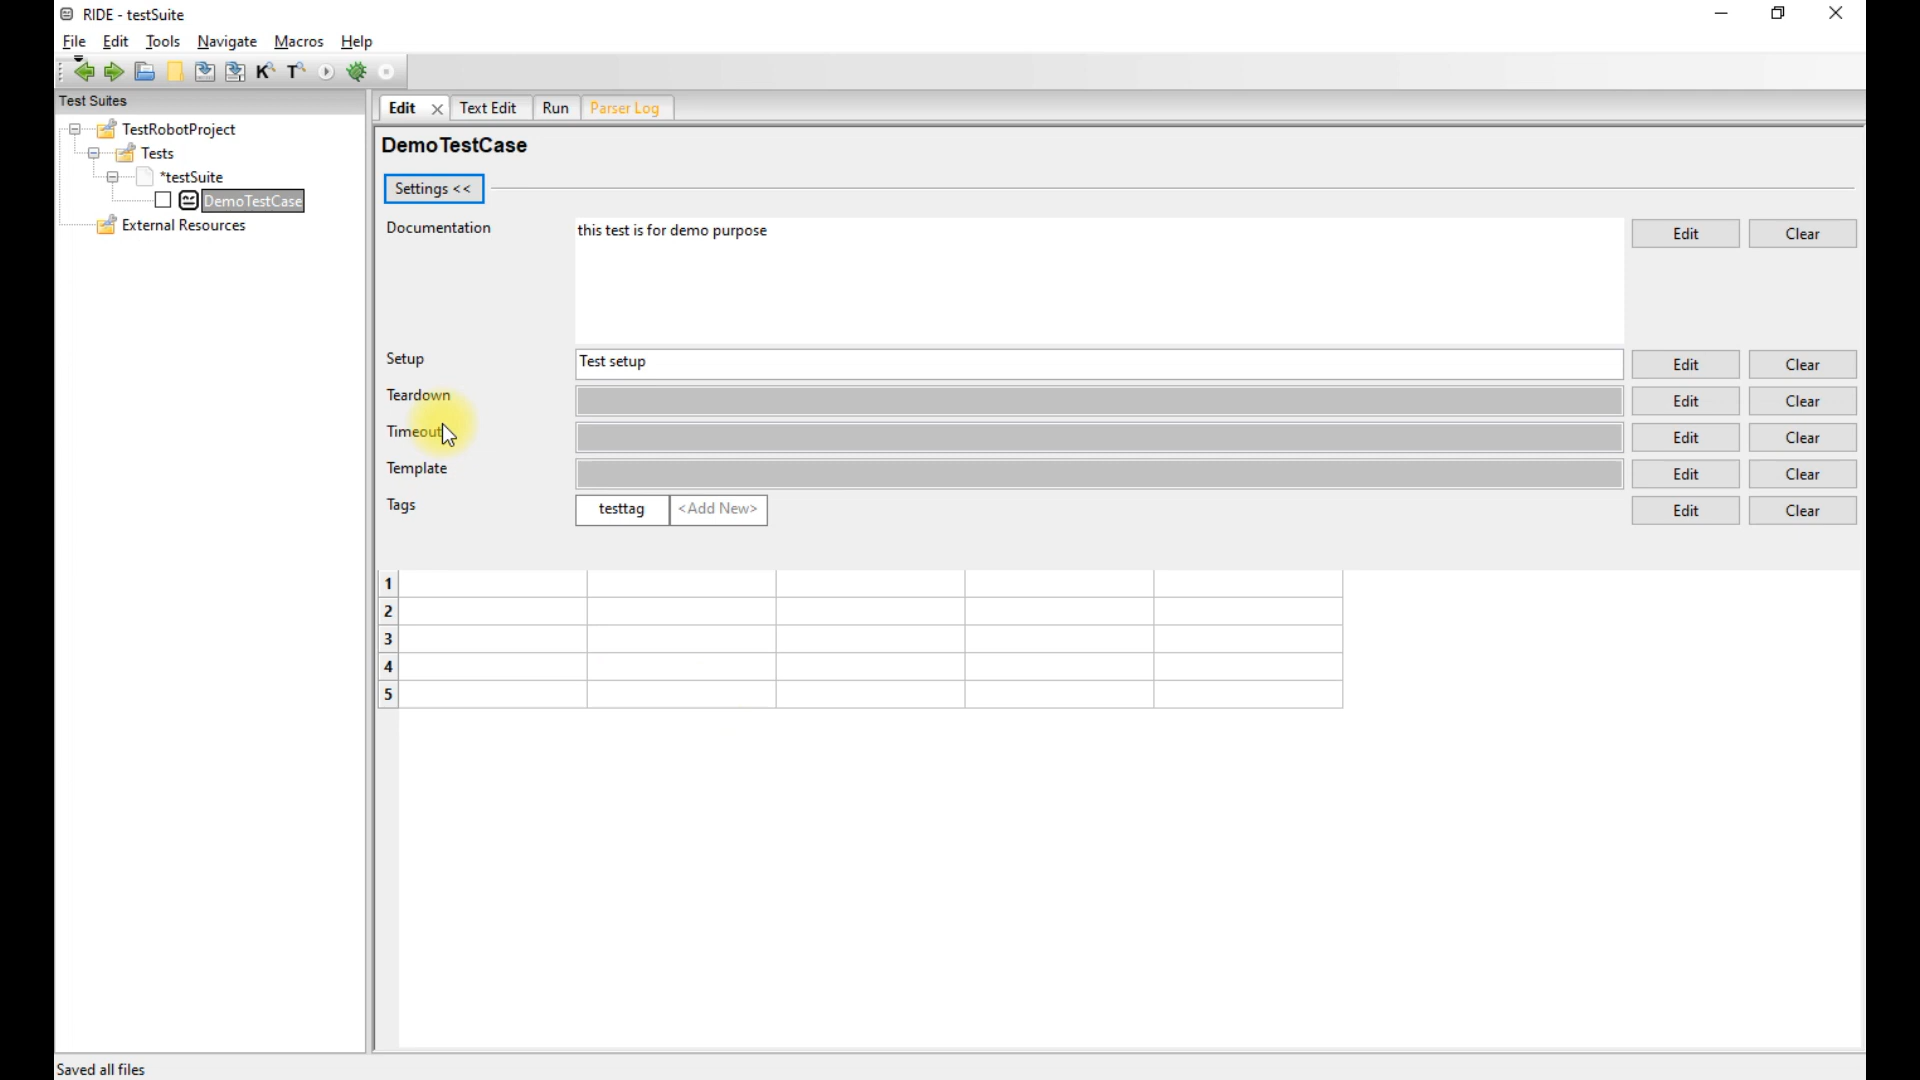 RIDE - testSuite
File Edit Tools Navigate Macros Help
K T
Test Suites
TestRobotProject
Tests
*testSuite
DemoTestCase
External Resources
Edit Text Edit Run Parser Log
DemoTestCase
Settings <<
Documentation this test is for demo purpose Edit Clear
Setup Test setup Edit Clear
Teardown Edit Clear
Timeout Edit Clear
Template Edit Clear
Tags testtag <Add New> Edit Clear
1
2
3
4
5
Saved all files